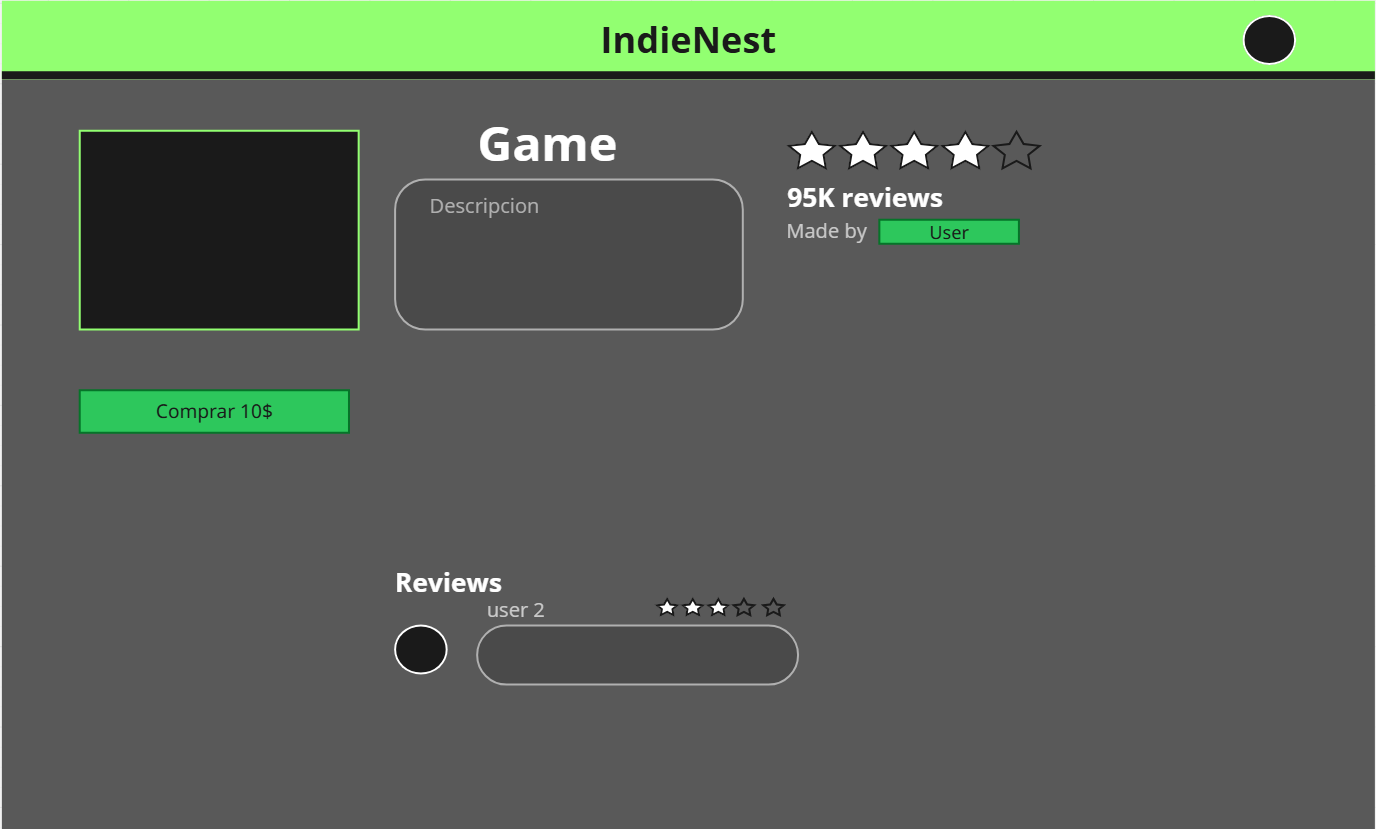 IndieNest
Game
Descripcion
95K reviews
Made by User
Comprar 10$
Reviews
user 2